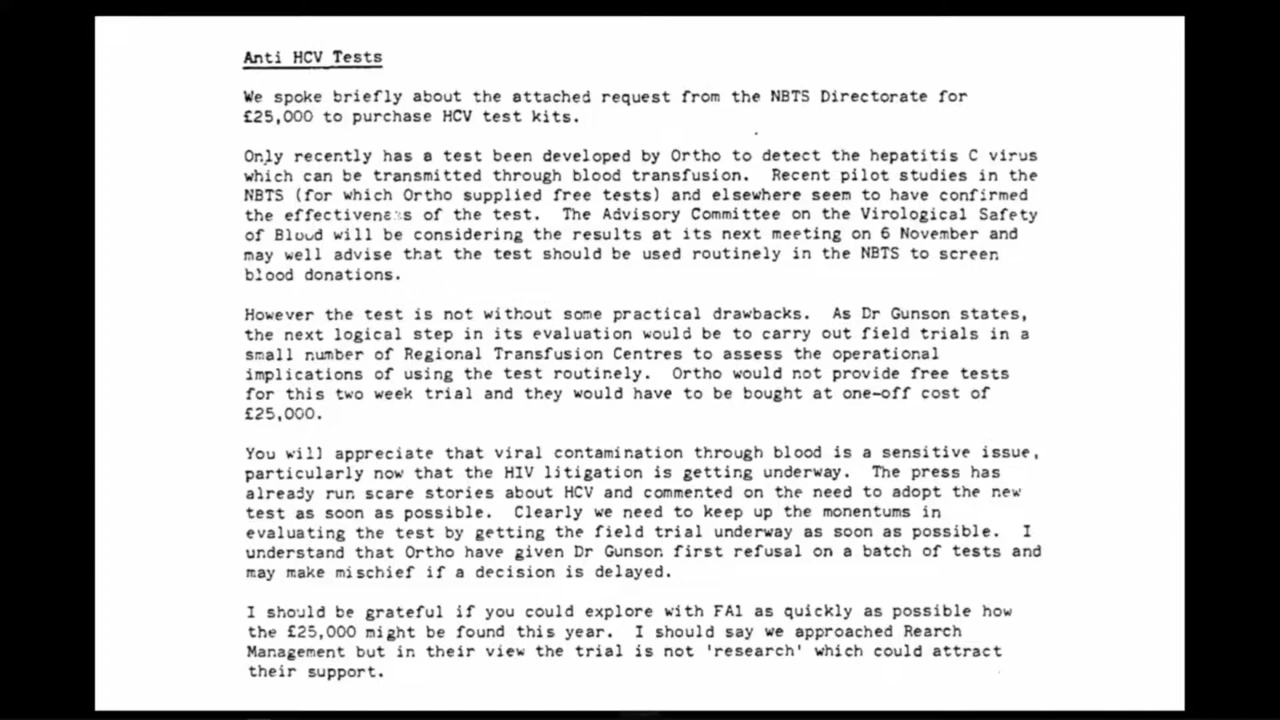 Anti HCV Tests
We spoke briefly about the attached request from the NBTS Directorate for
£25,000 to purchase HCV test kits.
Only recently has a test been developed by Ortho to detect the hepatitis C virus
which can be transmitted through blood transfusion. Recent pilot studies in the
NBTS (for which Ortho supplied free tests) and elsewhere seem to have confirmed
the effectiveness of the test. The Advisory Committee on the Virological Safety
of Blood will be considering the results at its next meeting on 6 November and
may well advise that the test should be used routinely in the NBTS to screen
blood donations.
However the test is not without some practical drawbacks. As Dr Gunson states,
the next logical step in its evaluation would be to carry out field trials in a
small number of Regional Transfusion Centres to assess the operational
implications of using the test routinely. Ortho would not provide free tests
for this two week trial and they would have to be bought at one-off cost of
£25,000.
You will appreciate that viral contamination through blood is a sensitive issue,
particularly now that the HIV litigation is getting underway. The press has
already run scare stories about HCV and commented on the need to adopt the new
test as soon as possible. Clearly we need to keep up the monentums in
evaluating the test by getting the field trial underway as soon as possible. I
understand that Ortho have given Dr Gunson first refusal on a batch of tests and
may make mischief if a decision is delayed.
I should be grateful if you could explore with FA1 as quickly as possible how
the £25,000 might be found this year. I should say we approached Rearch
Management but in their view the trial is not 'research' which could attract
their support.